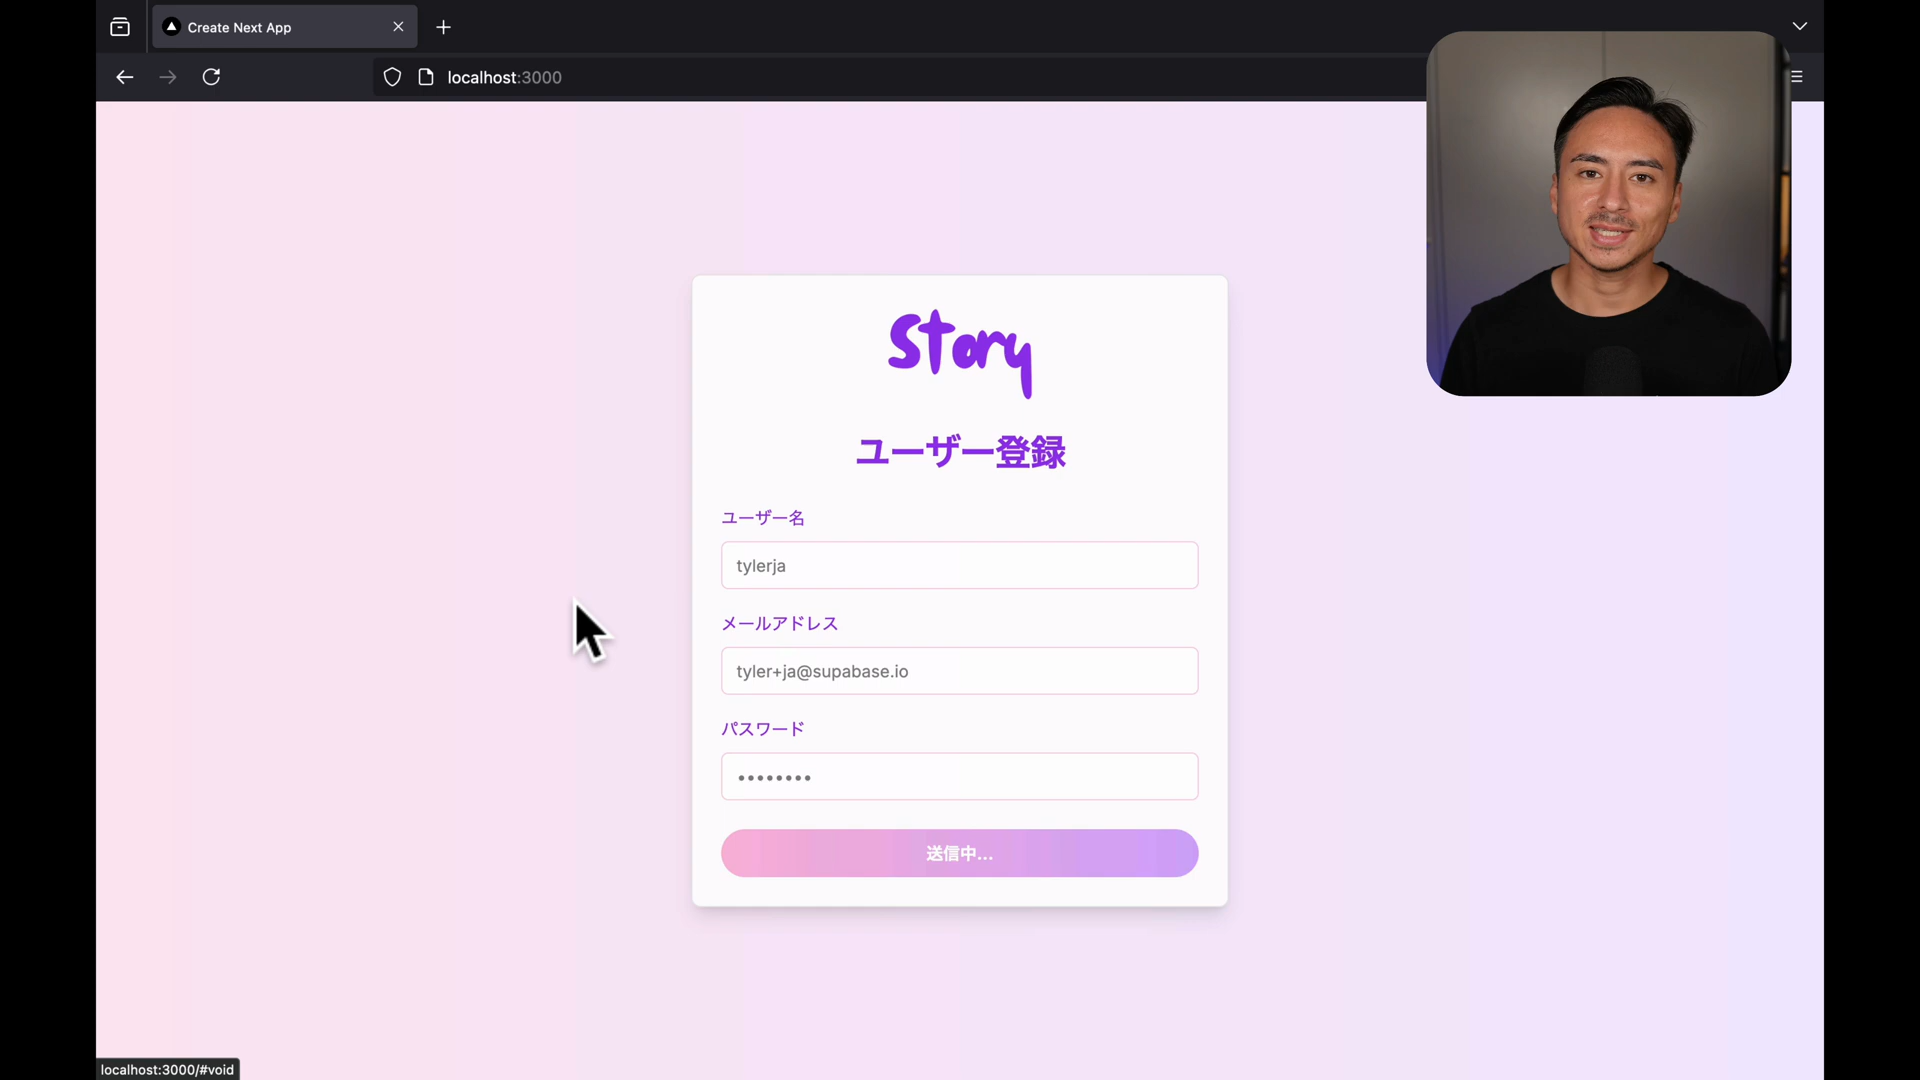 Create Next App
localhost:3000
Story
ユーザー登録
ユーザー名
tylerja
メールアドレス
tyler+ja@supabase.io
パスワード
••••••••
送信中...
localhost:3000/#void